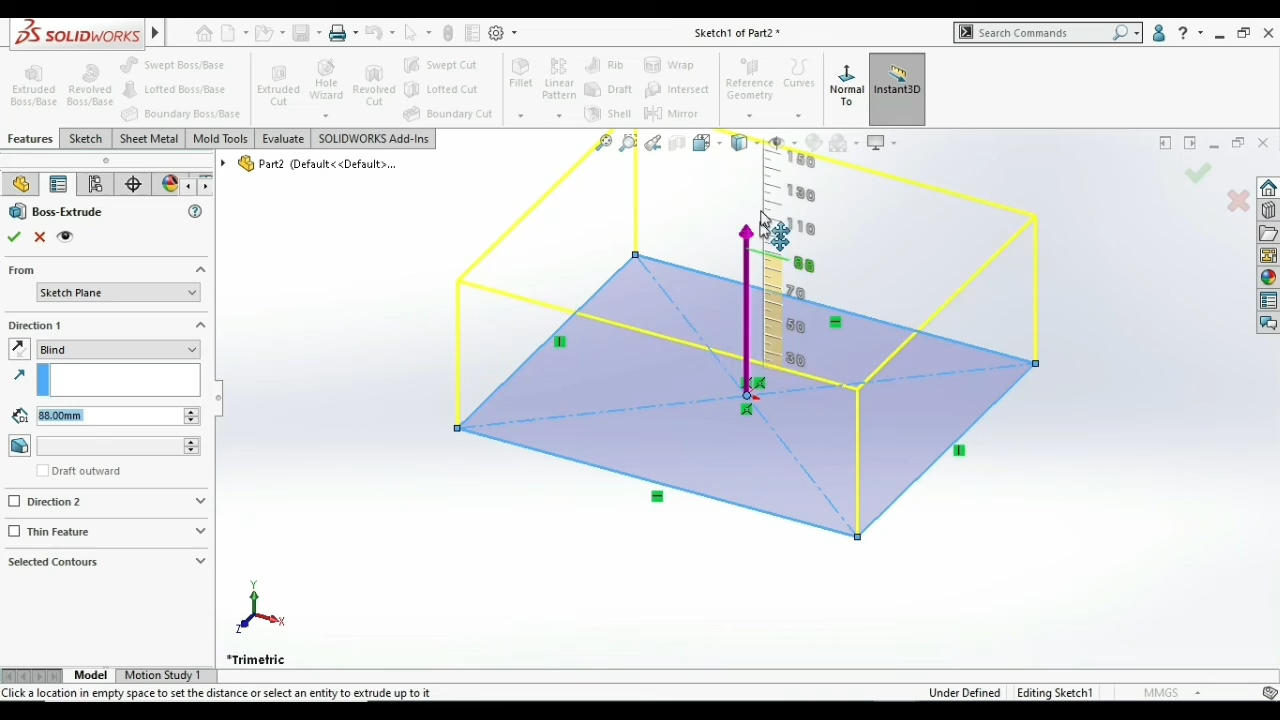 SOLIDWORKS
Sketch1 of Part2 *
Search Commands
?
Extruded Boss/Base
Boss/Base
Swept Boss/Base
Lofted Boss/Base
Boundary Boss/Base
Extruded Cut
Hole Wizard
Revolved Cut
Swept Cut
Lofted Cut
Boundary Cut
Fillet
Linear Pattern
Rib
Draft
Shell
Wrap
Intersect
Mirror
Reference Geometry
Curves
Normal To
Instant3D
Features
Sketch
Sheet Metal
Mold Tools
Evaluate
SOLIDWORKS Add-Ins
Part2 (Default<<Default>...
Boss-Extrude
From
Sketch Plane
Direction 1
Blind
88.00mm
Draft outward
Direction 2
Thin Feature
Selected Contours
150
130
110
70
50
30
Y
X
Z
*Trimetric
Model
Motion Study 1
Click a location in empty space to set the distance or select an entity to extrude up to it
Under Defined
Editing Sketch1
MMGS